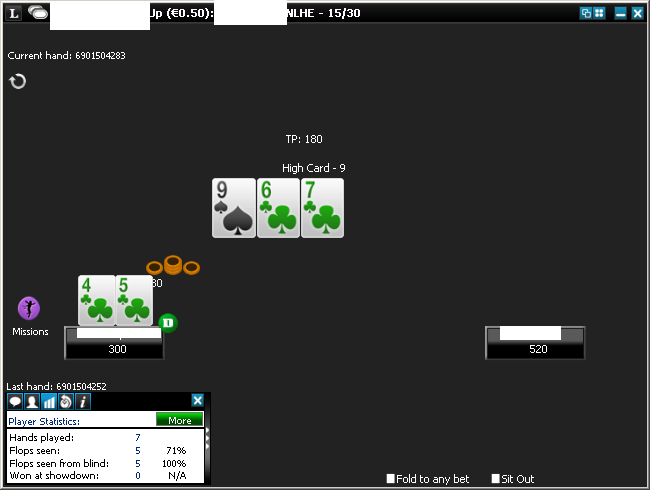 L Up (€0.50): NLHE - 15/30
Current hand: 6901504283
TP: 180
High Card - 9
9 6 7
4 5
D
Missions
300
520
Last hand: 6901504252
Player Statistics: More
Hands played: 7
Flops seen: 5 71%
Flops seen from blind: 5 100%
Won at showdown: 0 N/A
Fold to any bet Sit Out